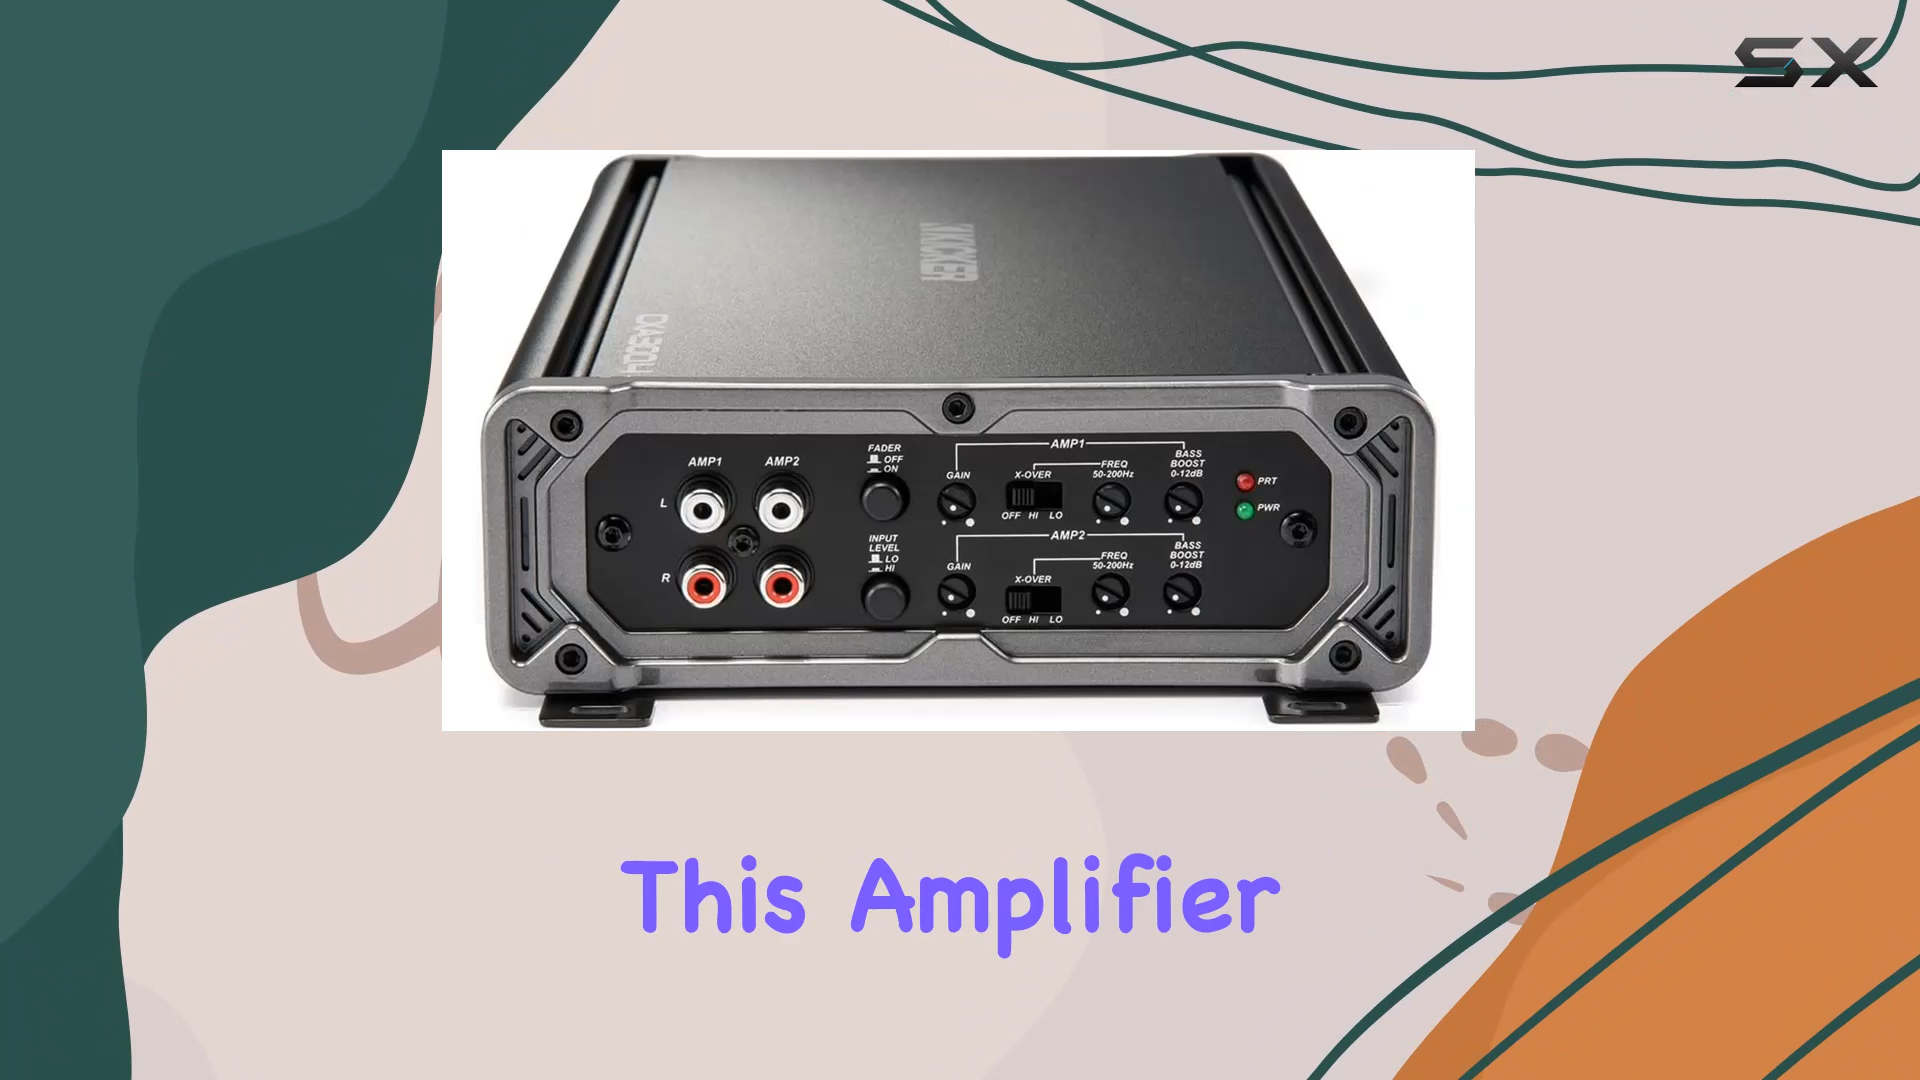 SX
KICKER
AMP1 AMP2
L
R
FADER
OFF
ON
INPUT
LEVEL
LO
HI
AMP1
GAIN
X-OVER
OFF HI LO
FREQ
50-200Hz
BASS
BOOST
0-12dB
PRT
PWR
AMP2
GAIN
X-OVER
OFF HI LO
FREQ
50-200Hz
BASS
BOOST
0-12dB
This Amplifier